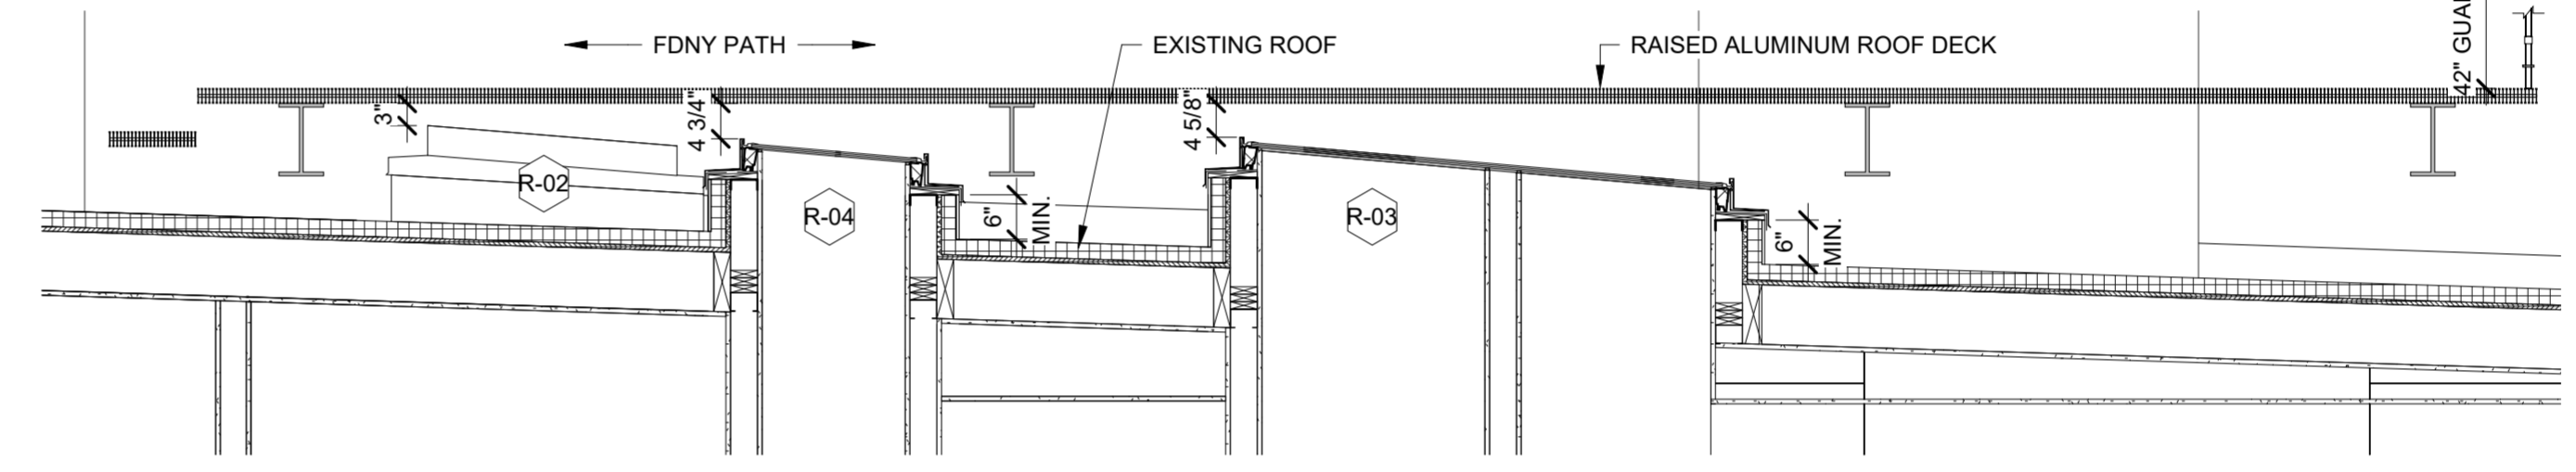 FDNY PATH
EXISTING ROOF
RAISED ALUMINUM ROOF DECK
3"
4 3/4"
4 5/8"
R-02
R-04
6"
MIN.
R-03
6"
MIN.
42"